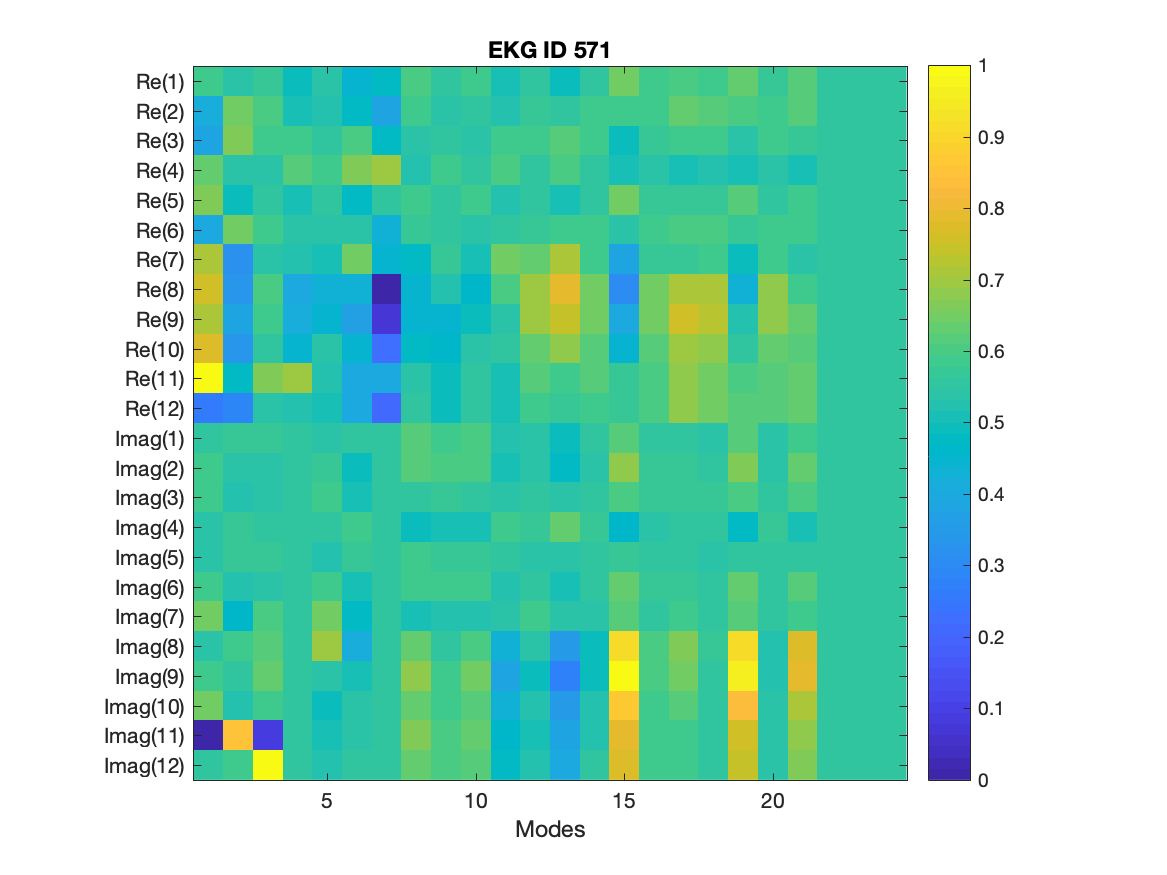 EKG ID 571
Re(1)
Re(2)
Re(3)
Re(4)
Re(5)
Re(6)
Re(7)
Re(8)
Re(9)
Re(10)
Re(11)
Re(12)
Imag(1)
Imag(2)
Imag(3)
Imag(4)
Imag(5)
Imag(6)
Imag(7)
Imag(8)
Imag(9)
Imag(10)
Imag(11)
Imag(12)
5 10 15 20
Modes
1
0.9
0.8
0.7
0.6
0.5
0.4
0.3
0.2
0.1
0